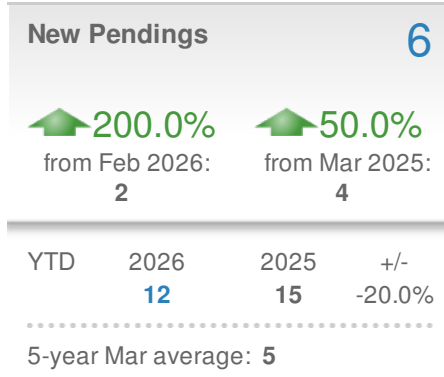 New Pendings 6
200.0% 50.0%
from Feb 2026: from Mar 2025:
2 4
YTD 2026 2025 +/-
12 15 -20.0%
5-year Mar average: 5